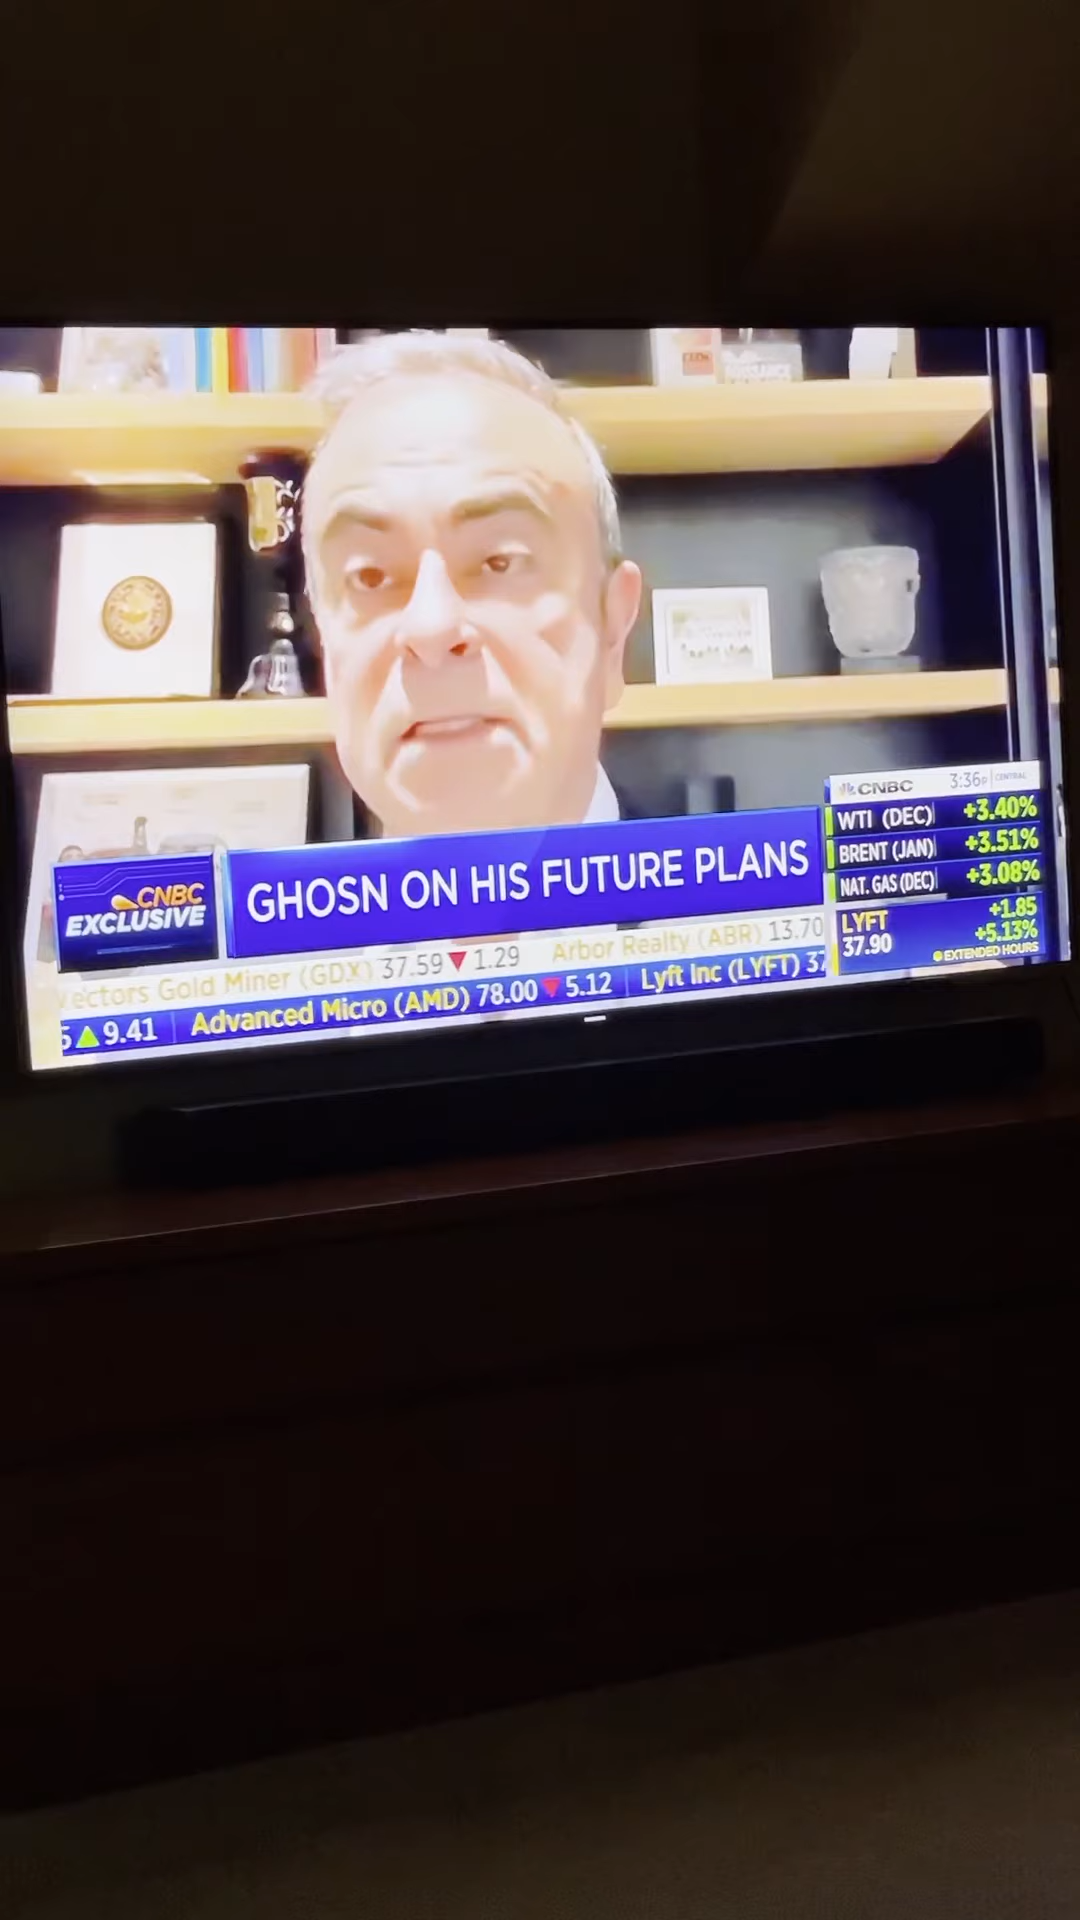 CNBC
3:36P CENTRAL
WTI (DEC) +3.40%
BRENT (JAN) +3.51%
NAT. GAS (DEC) +3.08%
LYFT +1.85
37.90 +5.13%
EXTENDED HOURS
CNBC
EXCLUSIVE
GHOSN ON HIS FUTURE PLANS
ectors Gold Miner (GDX) 37.59 ▼ 1.29 Arbor Realty (ABR) 13.70
5 ▲ 9.41 Advanced Micro (AMD) 78.00 ▼ 5.12 Lyft Inc (LYFT) 37